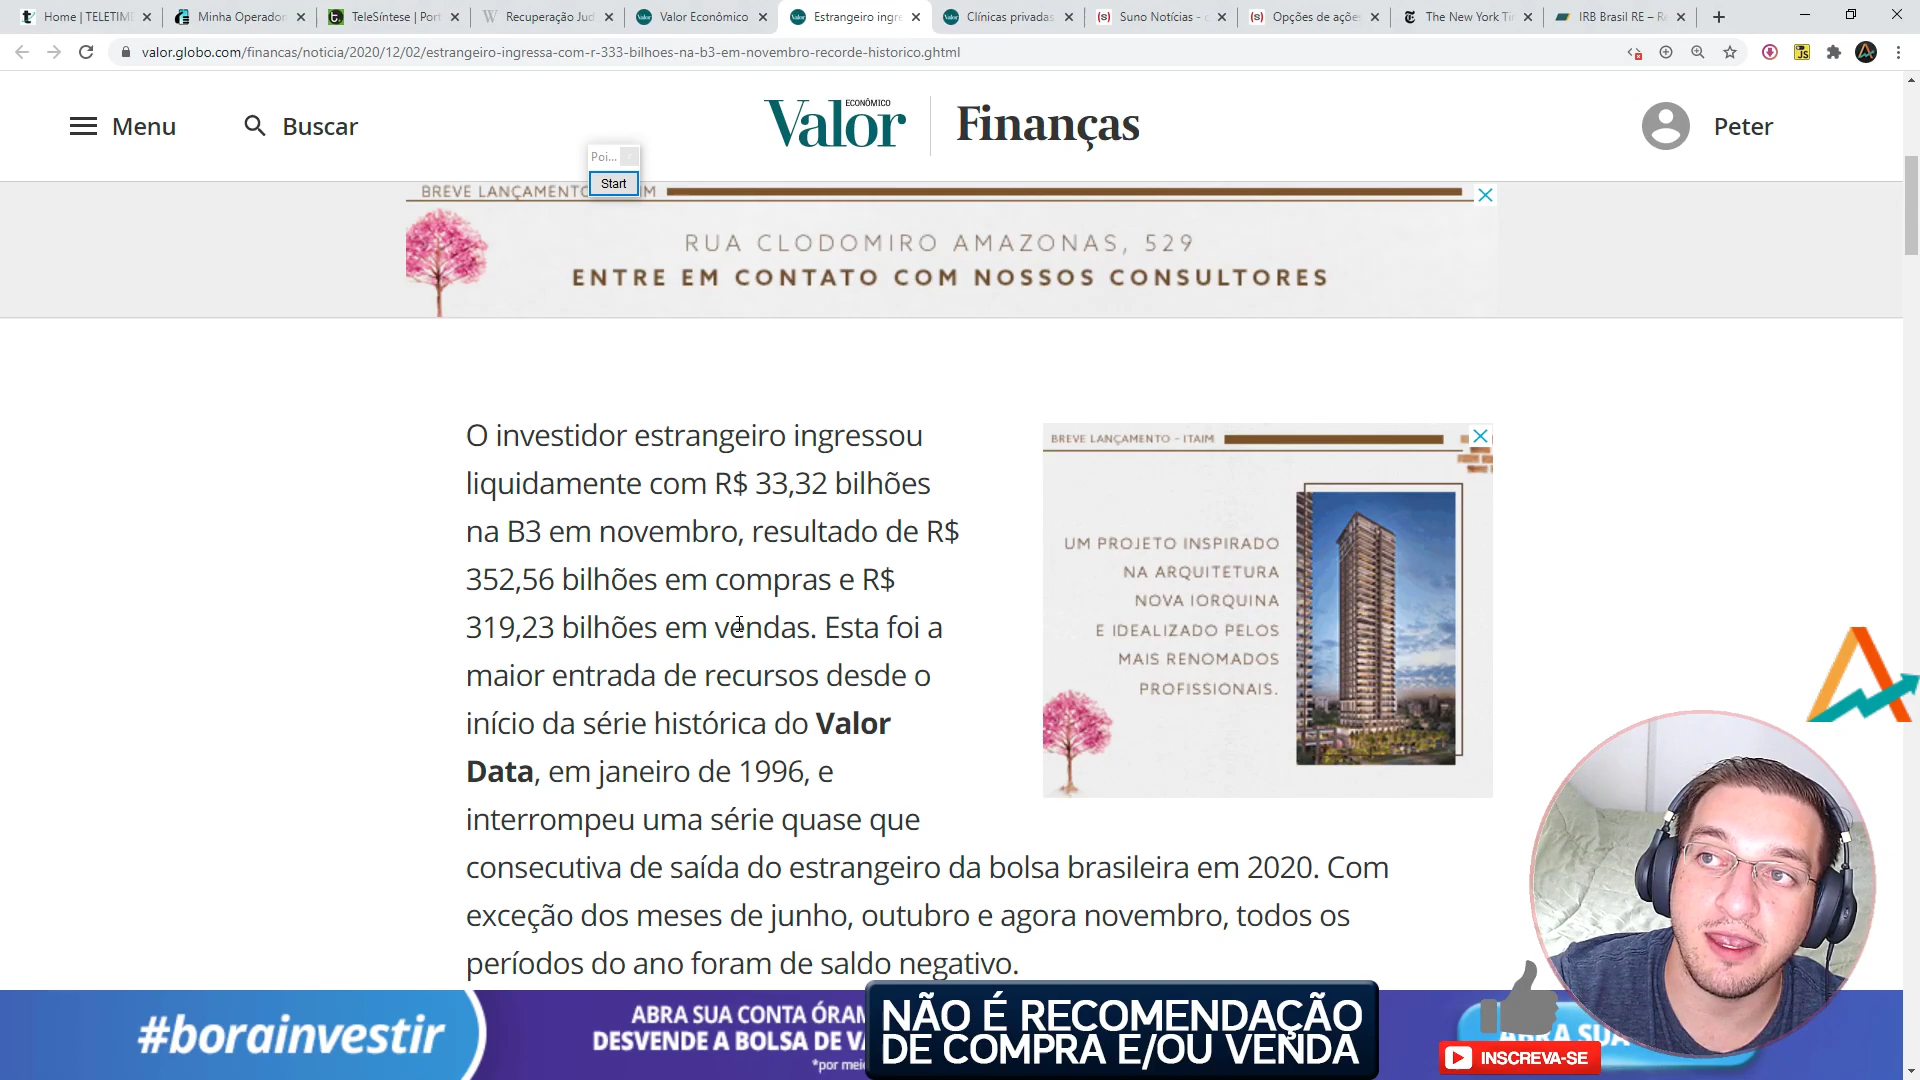 Home | TELETIM
Minha Operador
TeleSíntese | Port
Recuperação Jud
Valor Econômico
Estrangeiro ingre
Clínicas privadas
Suno Notícias -
Opções de açõe
The New York Ti
IRB Brasil RE – R
valor.globo.com/financas/noticia/2020/12/02/estrangeiro-ingressa-com-r-333-bilhoes-na-b3-em-novembro-recorde-historico.ghtml
JS
Menu
Buscar
Valor
ECONÔMICO
Finanças
Peter
Poi...
Start
BREVE LANÇAMENTO
RUA CLODOMIRO AMAZONAS, 529
ENTRE EM CONTATO COM NOSSOS CONSULTORES
O investidor estrangeiro ingressou
liquidamente com R$ 33,32 bilhões
na B3 em novembro, resultado de R$
352,56 bilhões em compras e R$
319,23 bilhões em vendas. Esta foi a
maior entrada de recursos desde o
início da série histórica do Valor
Data, em janeiro de 1996, e
interrompeu uma série quase que
consecutiva de saída do estrangeiro da bolsa brasileira em 2020. Com
exceção dos meses de junho, outubro e agora novembro, todos os
períodos do ano foram de saldo negativo.
BREVE LANÇAMENTO - ITAIM
UM PROJETO INSPIRADO
NA ARQUITETURA
NOVA IORQUINA
E IDEALIZADO PELOS
MAIS RENOMADOS
PROFISSIONAIS.
#borainvestir
ABRA SUA CONTA
DESVENDE A BOLSA DE
*por
NÃO É RECOMENDAÇÃO
DE COMPRA E/OU VENDA
ABRA SUA
INSCREVA-SE